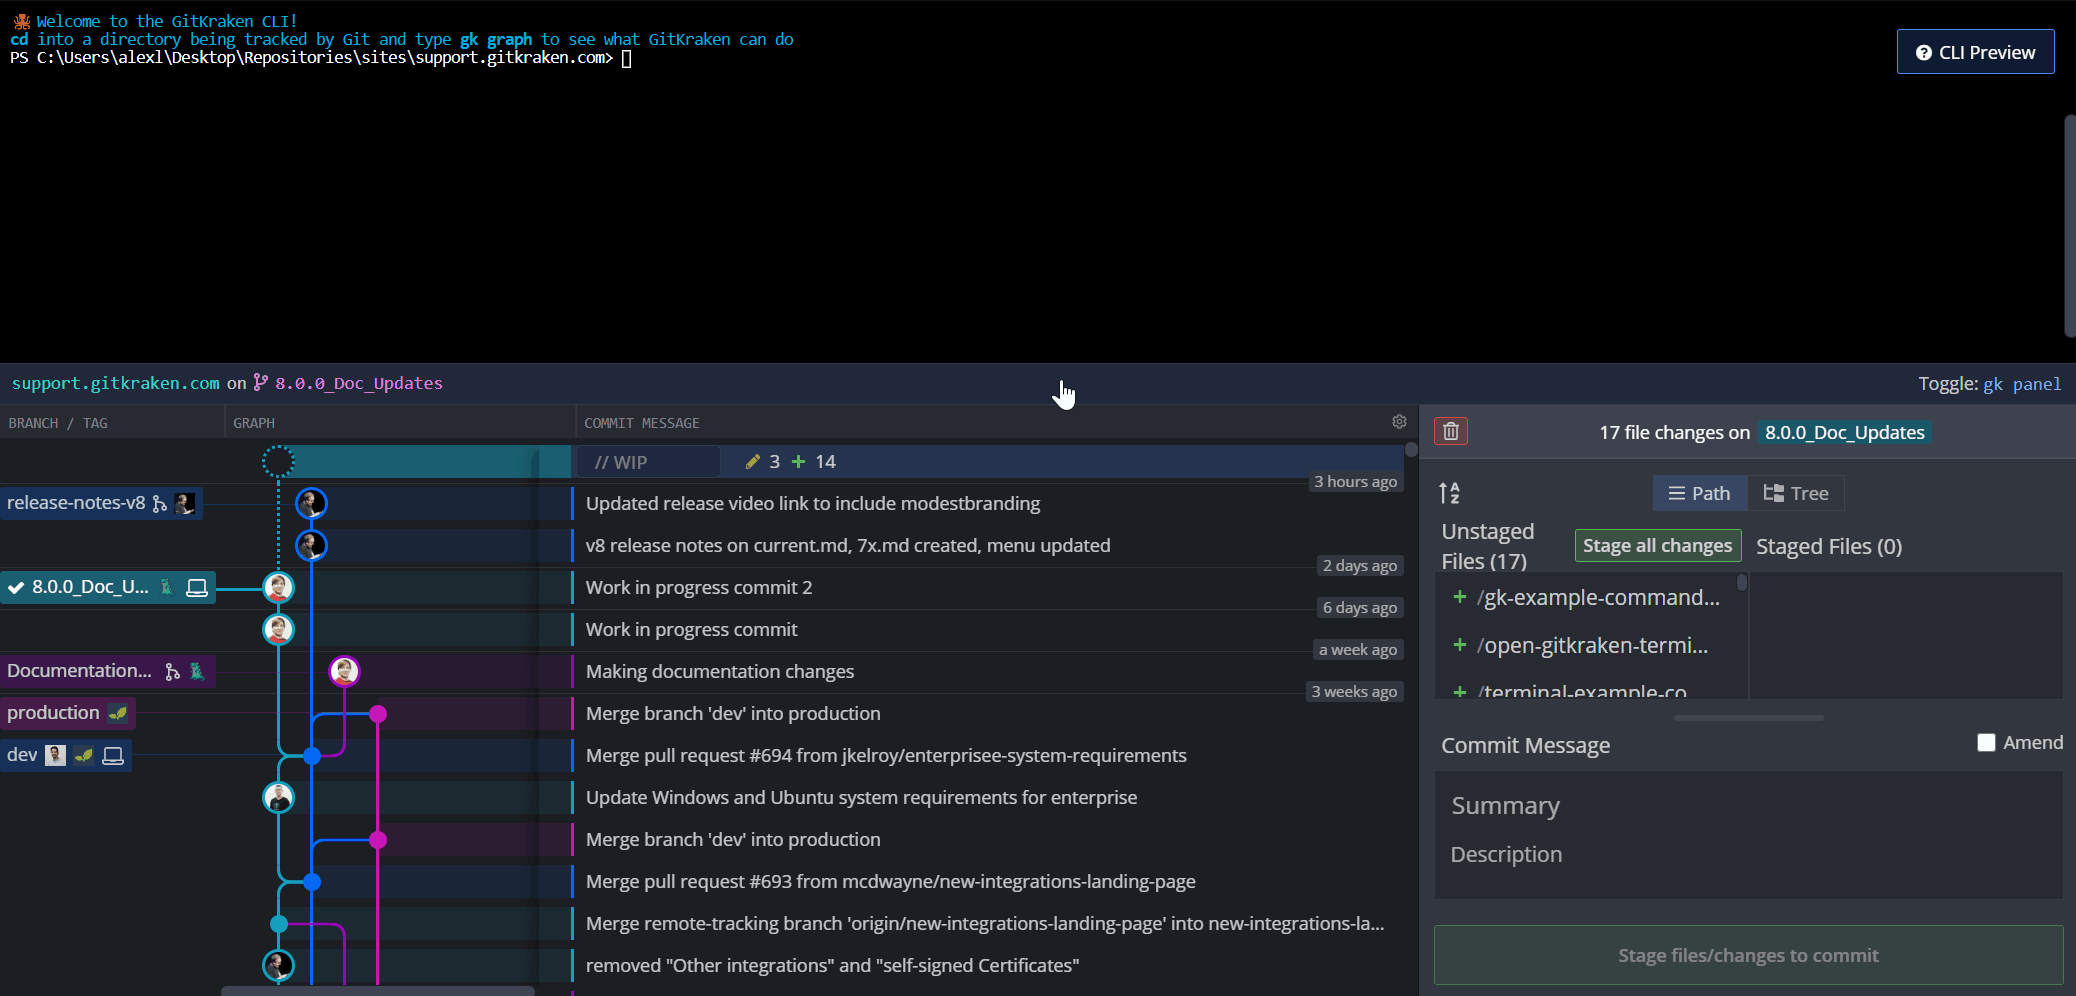 Welcome to the GitKraken CLI!
cd into a directory being tracked by Git and type gk graph to see what GitKraken can do
PS C:\Users\alexl\Desktop\Repositories\sites\support.gitkraken.com>
CLI Preview
support.gitkraken.com on 8.0.0_Doc_Updates
Toggle: gk panel
BRANCH / TAG
GRAPH
COMMIT MESSAGE
// WIP
3
14
3 hours ago
release-notes-v8
Updated release video link to include modestbranding
v8 release notes on current.md, 7x.md created, menu updated
2 days ago
8.0.0_Doc_U...
Work in progress commit 2
6 days ago
Work in progress commit
a week ago
Documentation...
Making documentation changes
3 weeks ago
production
Merge branch 'dev' into production
dev
Merge pull request #694 from jkelroy/enterprisee-system-requirements
Update Windows and Ubuntu system requirements for enterprise
Merge branch 'dev' into production
Merge pull request #693 from mcdwayne/new-integrations-landing-page
Merge remote-tracking branch 'origin/new-integrations-landing-page' into new-integrations-la...
removed "Other integrations" and "self-signed Certificates"
17 file changes on 8.0.0_Doc_Updates
Path
Tree
Unstaged
Files (17)
Stage all changes
Staged Files (0)
+ /gk-example-command...
+ /open-gitkraken-termi...
+ /terminal-example-co
Commit Message
Amend
Summary
Description
Stage files/changes to commit